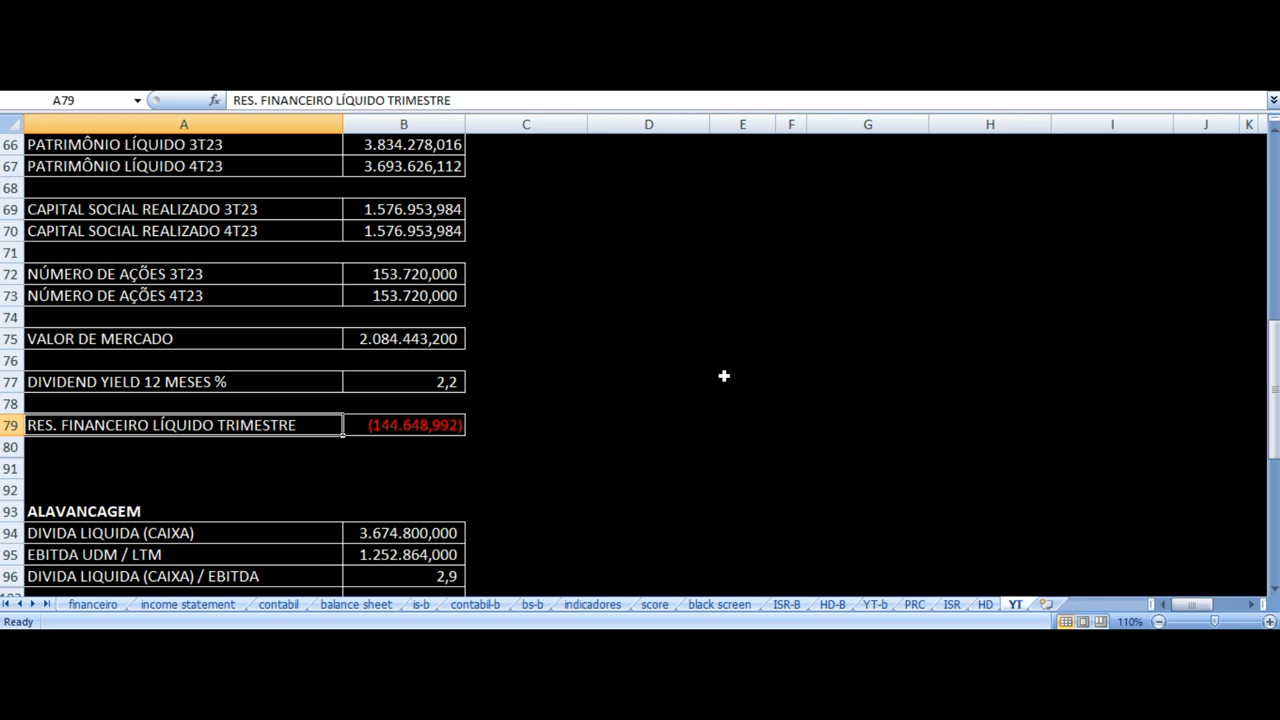 A79 fx RES. FINANCEIRO LÍQUIDO TRIMESTRE
A B C D E F G H I J K
66 PATRIMÔNIO LÍQUIDO 3T23 3.834.278,016
67 PATRIMÔNIO LÍQUIDO 4T23 3.693.626,112
68
69 CAPITAL SOCIAL REALIZADO 3T23 1.576.953,984
70 CAPITAL SOCIAL REALIZADO 4T23 1.576.953,984
71
72 NÚMERO DE AÇÕES 3T23 153.720,000
73 NÚMERO DE AÇÕES 4T23 153.720,000
74
75 VALOR DE MERCADO 2.084.443,200
76
77 DIVIDEND YIELD 12 MESES % 2,2
78
79 RES. FINANCEIRO LÍQUIDO TRIMESTRE (144.648,992)
80
91
92
93 ALAVANCAGEM
94 DIVIDA LIQUIDA (CAIXA) 3.674.800,000
95 EBITDA UDM / LTM 1.252.864,000
96 DIVIDA LIQUIDA (CAIXA) / EBITDA 2,9
financeiro income statement contabil balance sheet is-b contabil-b bs-b indicadores score black screen ISR-B HD-B YT-b PRC ISR HD YT
Ready 110%